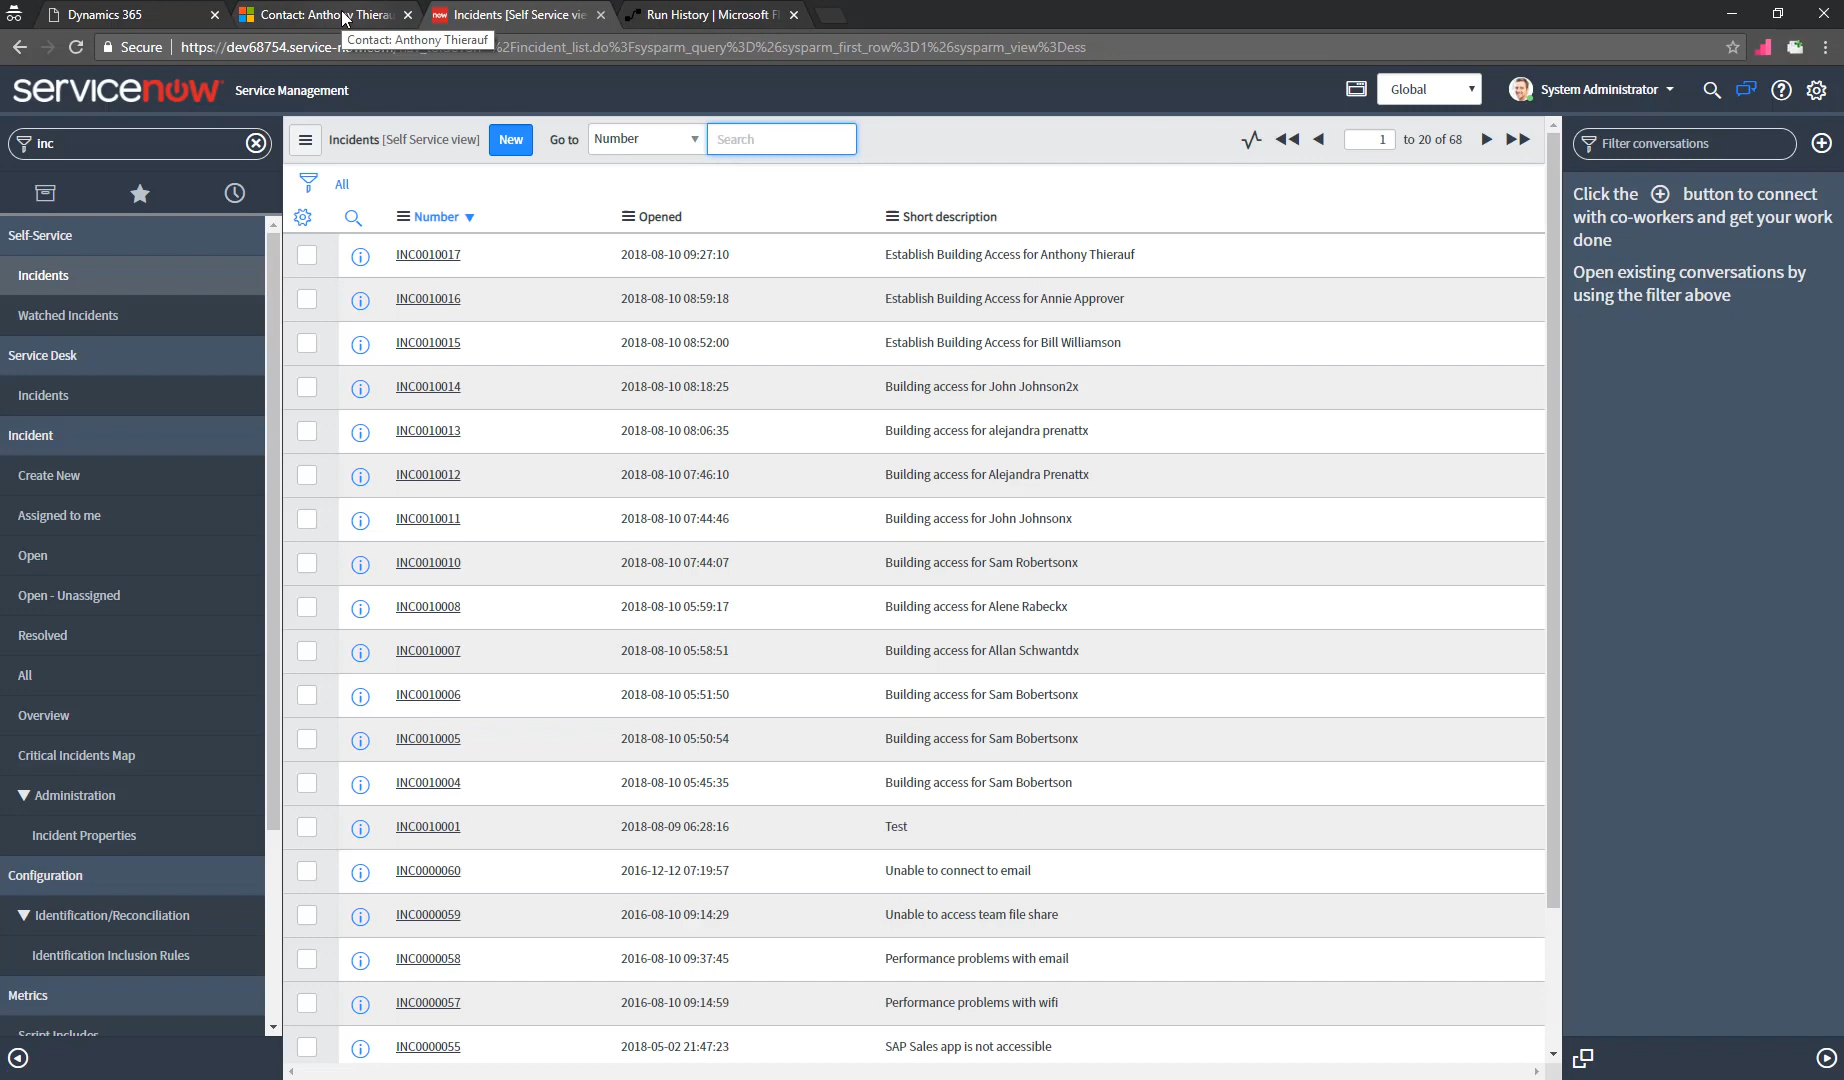 Dynamics 365
Contact: Anthony Thierau
Incidents [Self Service vie
Run History | Microsoft Fl
Contact: Anthony Thierauf
Secure
https://dev68754.service-
2Fincident_list.do%3Fsysparm_query%3D%26sysparm_first_row%3D1%26sysparm_view%3Dess
servicenow
Service Management
Global
System Administrator
inc
Incidents [Self Service view]
New
Go to
Number
Search
1
to 20 of 68
Filter conversations
All
Number
Opened
Short description
Click the
button to connect
with co-workers and get your work
done
Open existing conversations by
using the filter above
Self-Service
Incidents
Watched Incidents
Service Desk
Incidents
Incident
Create New
Assigned to me
Open
Open - Unassigned
Resolved
All
Overview
Critical Incidents Map
Administration
Incident Properties
Configuration
Identification/Reconciliation
Identification Inclusion Rules
Metrics
Script Includes
INC0010017 2018-08-10 09:27:10 Establish Building Access for Anthony Thierauf
INC0010016 2018-08-10 08:59:18 Establish Building Access for Annie Approver
INC0010015 2018-08-10 08:52:00 Establish Building Access for Bill Williamson
INC0010014 2018-08-10 08:18:25 Building access for John Johnson2x
INC0010013 2018-08-10 08:06:35 Building access for alejandra prenattx
INC0010012 2018-08-10 07:46:10 Building access for Alejandra Prenattx
INC0010011 2018-08-10 07:44:46 Building access for John Johnsonx
INC0010010 2018-08-10 07:44:07 Building access for Sam Robertsonx
INC0010008 2018-08-10 05:59:17 Building access for Alene Rabeckx
INC0010007 2018-08-10 05:58:51 Building access for Allan Schwantdx
INC0010006 2018-08-10 05:51:50 Building access for Sam Bobertsonx
INC0010005 2018-08-10 05:50:54 Building access for Sam Bobertsonx
INC0010004 2018-08-10 05:45:35 Building access for Sam Bobertson
INC0010001 2018-08-09 06:28:16 Test
INC0000060 2016-12-12 07:19:57 Unable to connect to email
INC0000059 2016-08-10 09:14:29 Unable to access team file share
INC0000058 2016-08-10 09:37:45 Performance problems with email
INC0000057 2016-08-10 09:14:59 Performance problems with wifi
INC0000055 2018-05-02 21:47:23 SAP Sales app is not accessible